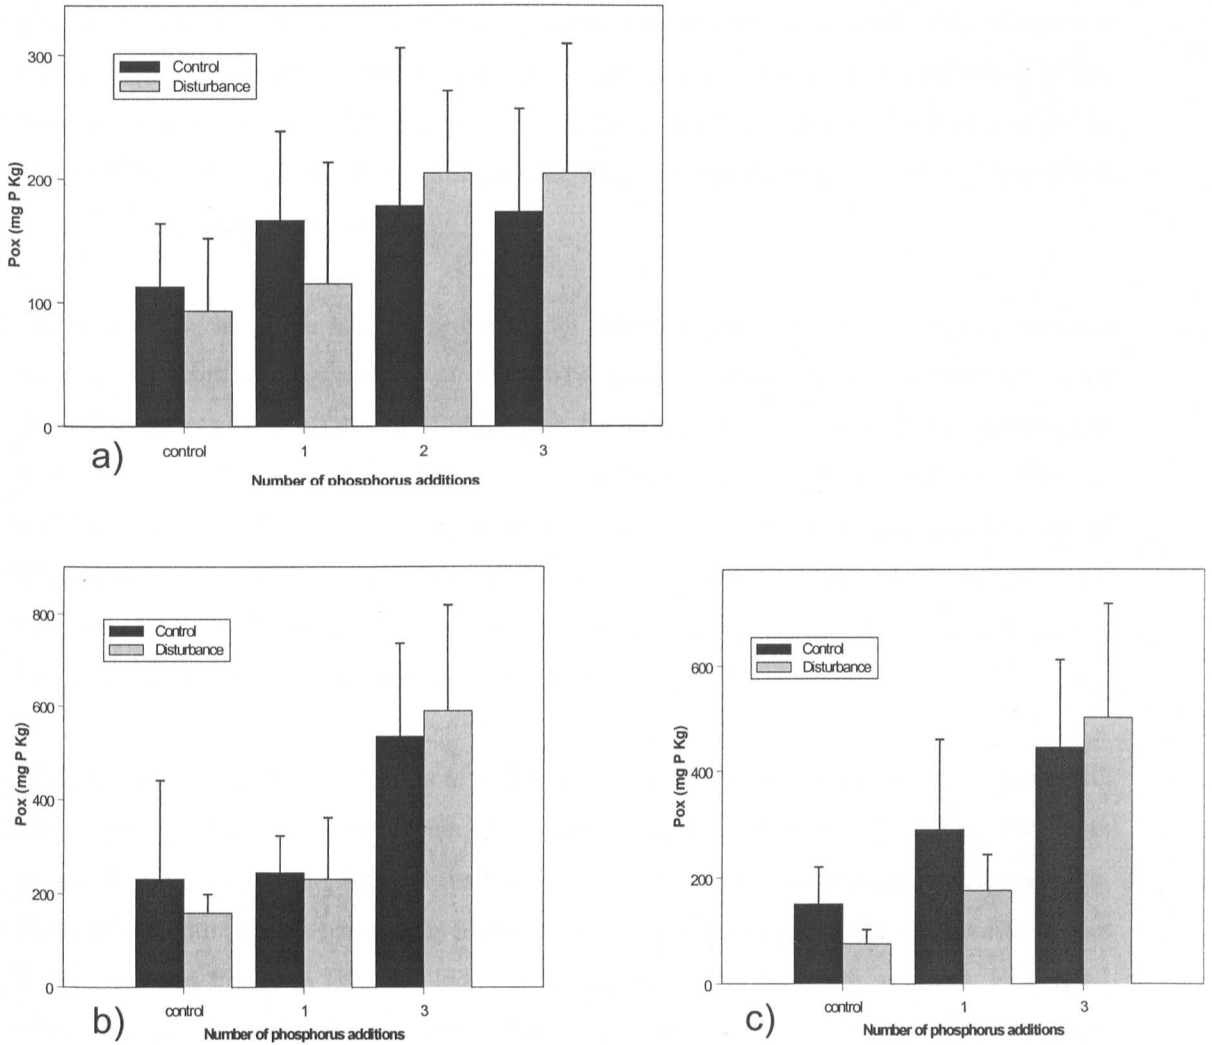 300
Control
Disturbance
200
Pox (mg P Kg)
100
0
control 1 2 3
a)
Number of phosphorus additions
800
Control
Disturbance
600
Pox (mg P Kg)
400
200
0
control 1 3
b)
Number of phosphorus additions
Control
Disturbance
600
400
Pox (mg P Kg)
200
0
control 1 3
c)
Number of phosphorus additions